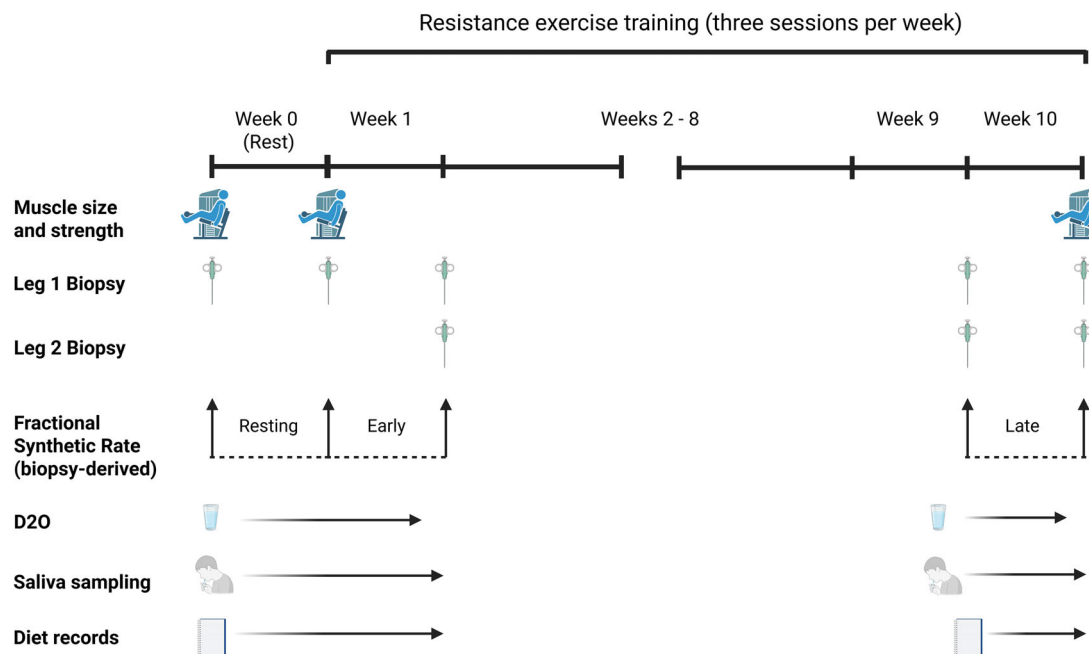 Resistance exercise training (three sessions per week)
Week 0
(Rest)
Week 1
Weeks 2 - 8
Week 9
Week 10
Muscle size
and strength
Leg 1 Biopsy
Leg 2 Biopsy
Fractional
Synthetic Rate
(biopsy-derived)
Resting
Early
Late
D2O
Saliva sampling
Diet records